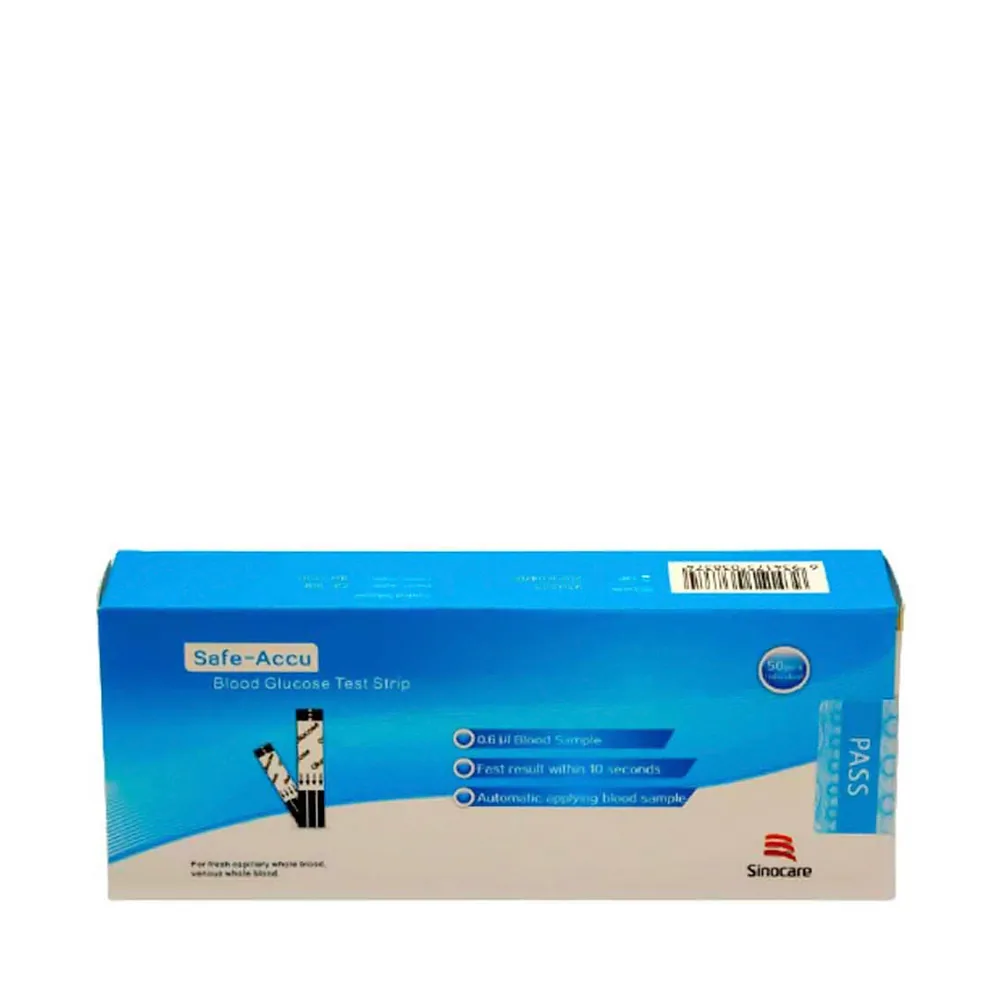 Safe-Accu
Blood Glucose Test Strip
50
0.6 µl Blood Sample
Fast result within 10 seconds
Automatic applying blood sample
PASS
For fresh capillary whole blood,
venous whole blood.
Sinocare